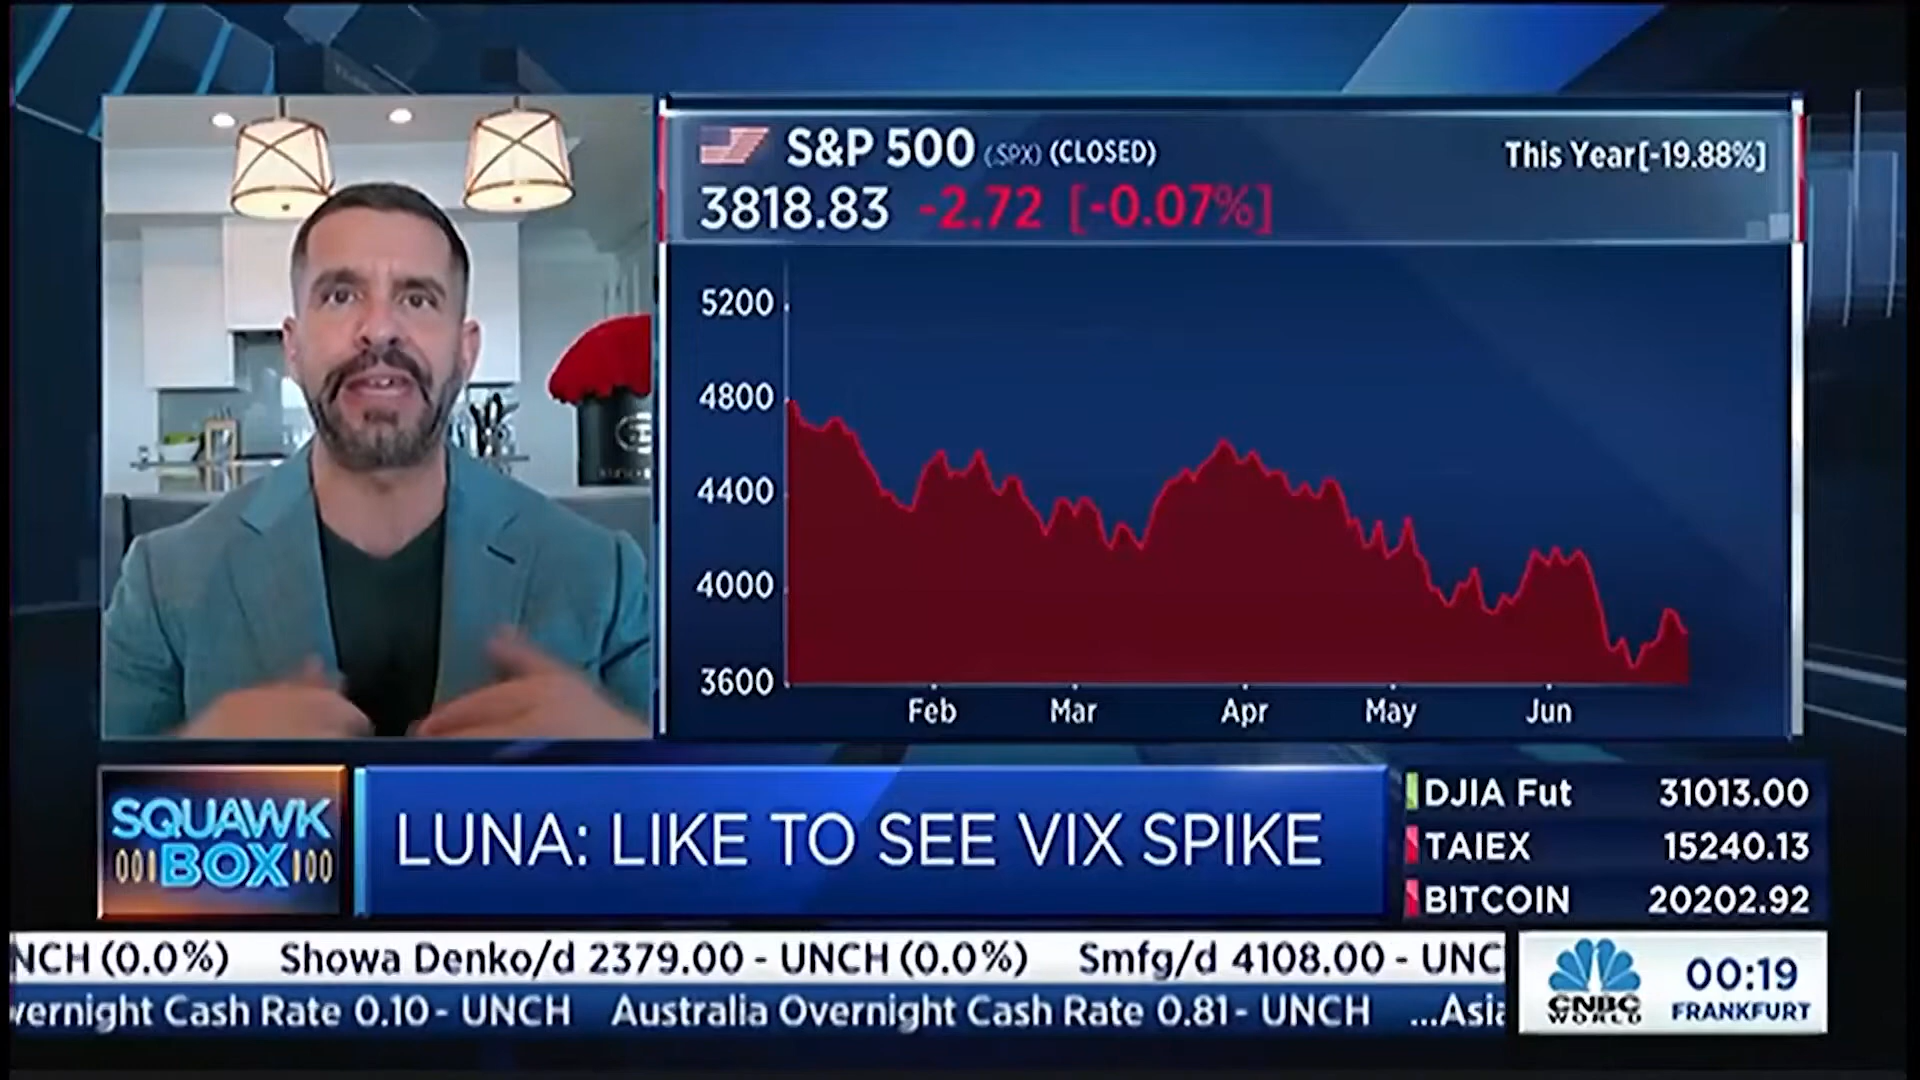 S&P 500 (.SPX) (CLOSED)
This Year[-19.88%]
3818.83 -2.72 [-0.07%]
5200
4800
4400
4000
3600
Feb Mar Apr May Jun
SQUAWK
001 BOX 100
LUNA: LIKE TO SEE VIX SPIKE
DJIA Fut 31013.00
TAIEX 15240.13
BITCOIN 20202.92
NCH (0.0%) Showa Denko/d 2379.00 - UNCH (0.0%) Smfg/d 4108.00 - UNC
vernight Cash Rate 0.10 - UNCH Australia Overnight Cash Rate 0.81 - UNCH ...Asia
CNBC
WORLD
00:19
FRANKFURT